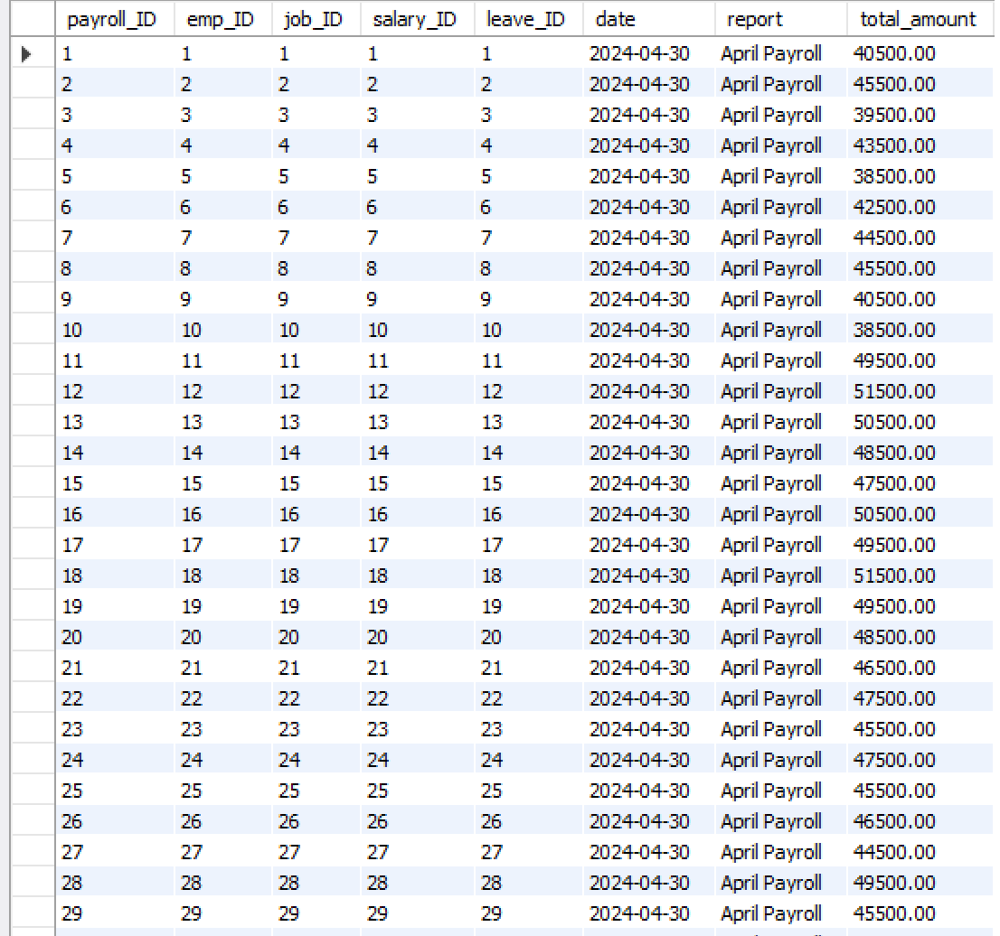 payroll_ID emp_ID job_ID salary_ID leave_ID date report total_amount
1 1 1 1 1 2024-04-30 April Payroll 40500.00
2 2 2 2 2 2024-04-30 April Payroll 45500.00
3 3 3 3 3 2024-04-30 April Payroll 39500.00
4 4 4 4 4 2024-04-30 April Payroll 43500.00
5 5 5 5 5 2024-04-30 April Payroll 38500.00
6 6 6 6 6 2024-04-30 April Payroll 42500.00
7 7 7 7 7 2024-04-30 April Payroll 44500.00
8 8 8 8 8 2024-04-30 April Payroll 45500.00
9 9 9 9 9 2024-04-30 April Payroll 40500.00
10 10 10 10 10 2024-04-30 April Payroll 38500.00
11 11 11 11 11 2024-04-30 April Payroll 49500.00
12 12 12 12 12 2024-04-30 April Payroll 51500.00
13 13 13 13 13 2024-04-30 April Payroll 50500.00
14 14 14 14 14 2024-04-30 April Payroll 48500.00
15 15 15 15 15 2024-04-30 April Payroll 47500.00
16 16 16 16 16 2024-04-30 April Payroll 50500.00
17 17 17 17 17 2024-04-30 April Payroll 49500.00
18 18 18 18 18 2024-04-30 April Payroll 51500.00
19 19 19 19 19 2024-04-30 April Payroll 49500.00
20 20 20 20 20 2024-04-30 April Payroll 48500.00
21 21 21 21 21 2024-04-30 April Payroll 46500.00
22 22 22 22 22 2024-04-30 April Payroll 47500.00
23 23 23 23 23 2024-04-30 April Payroll 45500.00
24 24 24 24 24 2024-04-30 April Payroll 47500.00
25 25 25 25 25 2024-04-30 April Payroll 45500.00
26 26 26 26 26 2024-04-30 April Payroll 46500.00
27 27 27 27 27 2024-04-30 April Payroll 44500.00
28 28 28 28 28 2024-04-30 April Payroll 49500.00
29 29 29 29 29 2024-04-30 April Payroll 45500.00